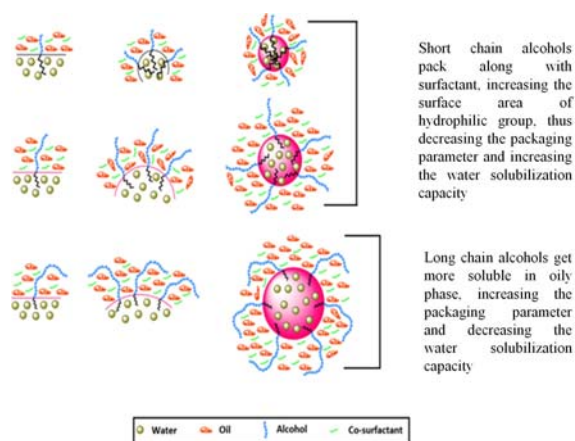 Short chain alcohols
pack along with
surfactant, increasing the
surface area of
hydrophilic group, thus
decreasing the packaging
parameter and increasing
the water solubilization
capacity
Long chain alcohols get
more soluble in oily
phase, increasing the
packaging parameter
and decreasing the
water solubilization
capacity
Water Oil Alcohol Co-surfactant